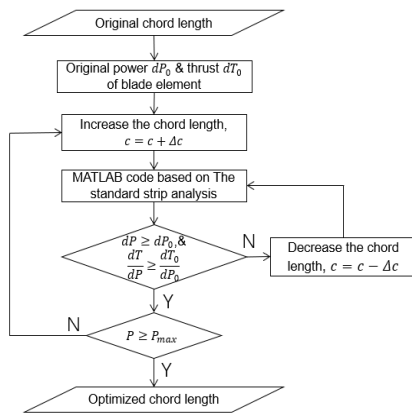 Original chord length
Original power dP₀ & thrust dT₀
of blade element
Increase the chord length,
c = c + Δc
MATLAB code based on The
standard strip analysis
dP ≥ dP₀,&
dT/dP ≥ dT₀/dP₀
N
Decrease the chord
length, c = c − Δc
Y
N
P ≥ Pₘₐₓ
Y
Optimized chord length